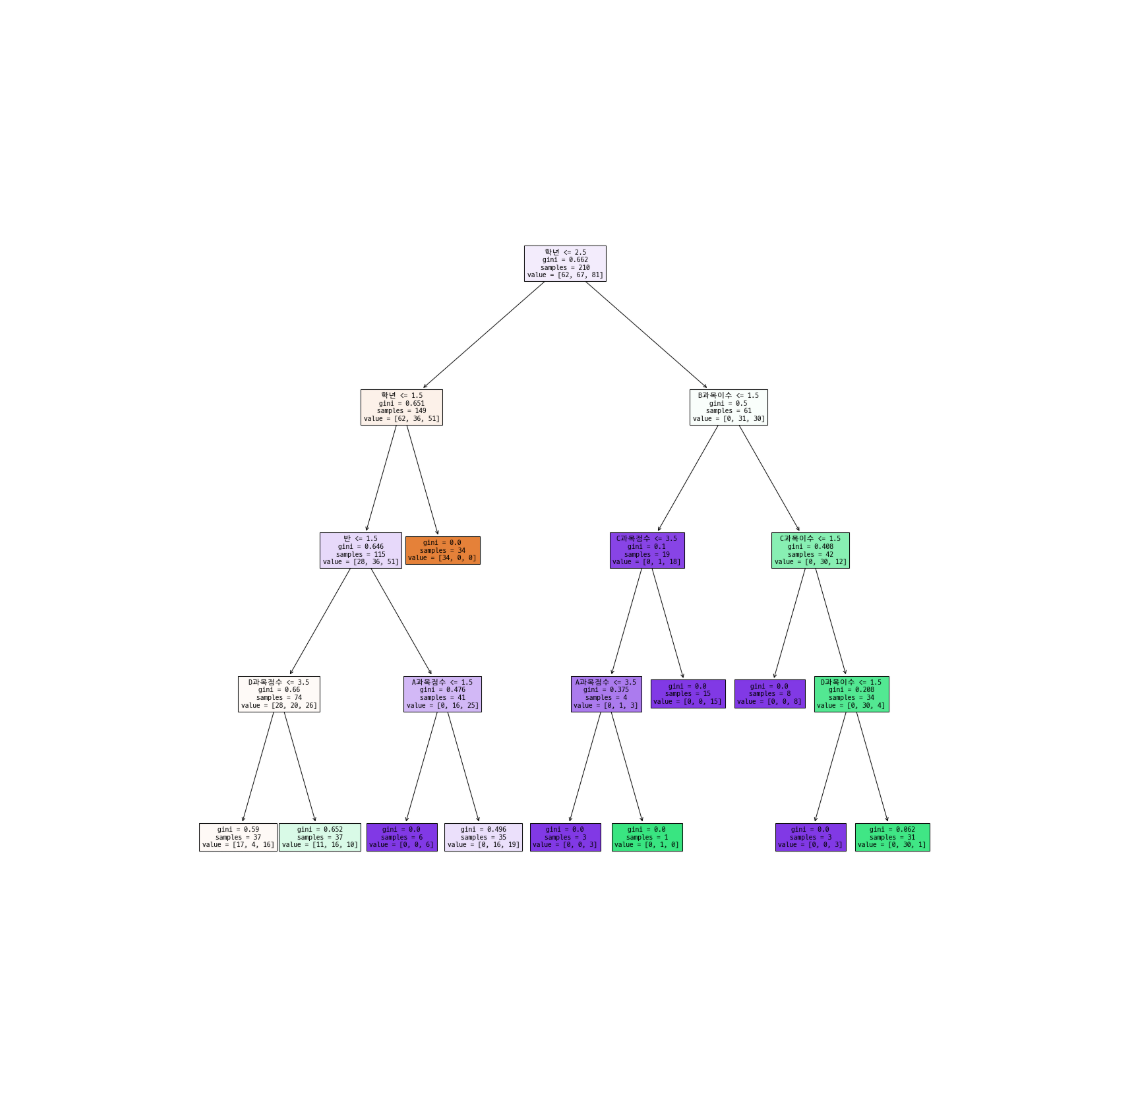 학년 <= 2.5
gini = 0.662
samples = 210
value = [62, 67, 81]
학년 <= 1.5
gini = 0.651
samples = 149
value = [62, 36, 51]
B과목이수 <= 1.5
gini = 0.5
samples = 61
value = [0, 31, 30]
반 <= 1.5
gini = 0.646
samples = 115
value = [28, 36, 51]
gini = 0.0
samples = 34
value = [34, 0, 0]
C과목점수 <= 3.5
gini = 0.1
samples = 19
value = [0, 1, 18]
C과목이수 <= 1.5
gini = 0.408
samples = 42
value = [0, 30, 12]
D과목점수 <= 3.5
gini = 0.66
samples = 74
value = [28, 20, 26]
A과목점수 <= 1.5
gini = 0.476
samples = 41
value = [0, 16, 25]
A과목점수 <= 3.5
gini = 0.375
samples = 4
value = [0, 1, 3]
gini = 0.0
samples = 15
value = [0, 0, 15]
gini = 0.0
samples = 8
value = [0, 0, 8]
D과목이수 <= 1.5
gini = 0.208
samples = 34
value = [0, 30, 4]
gini = 0.59
samples = 37
value = [17, 4, 16]
gini = 0.652
samples = 37
value = [11, 16, 10]
gini = 0.0
samples = 6
value = [0, 0, 6]
gini = 0.496
samples = 35
value = [0, 16, 19]
gini = 0.0
samples = 3
value = [0, 0, 3]
gini = 0.0
samples = 1
value = [0, 1, 0]
gini = 0.0
samples = 3
value = [0, 0, 3]
gini = 0.062
samples = 31
value = [0, 30, 1]